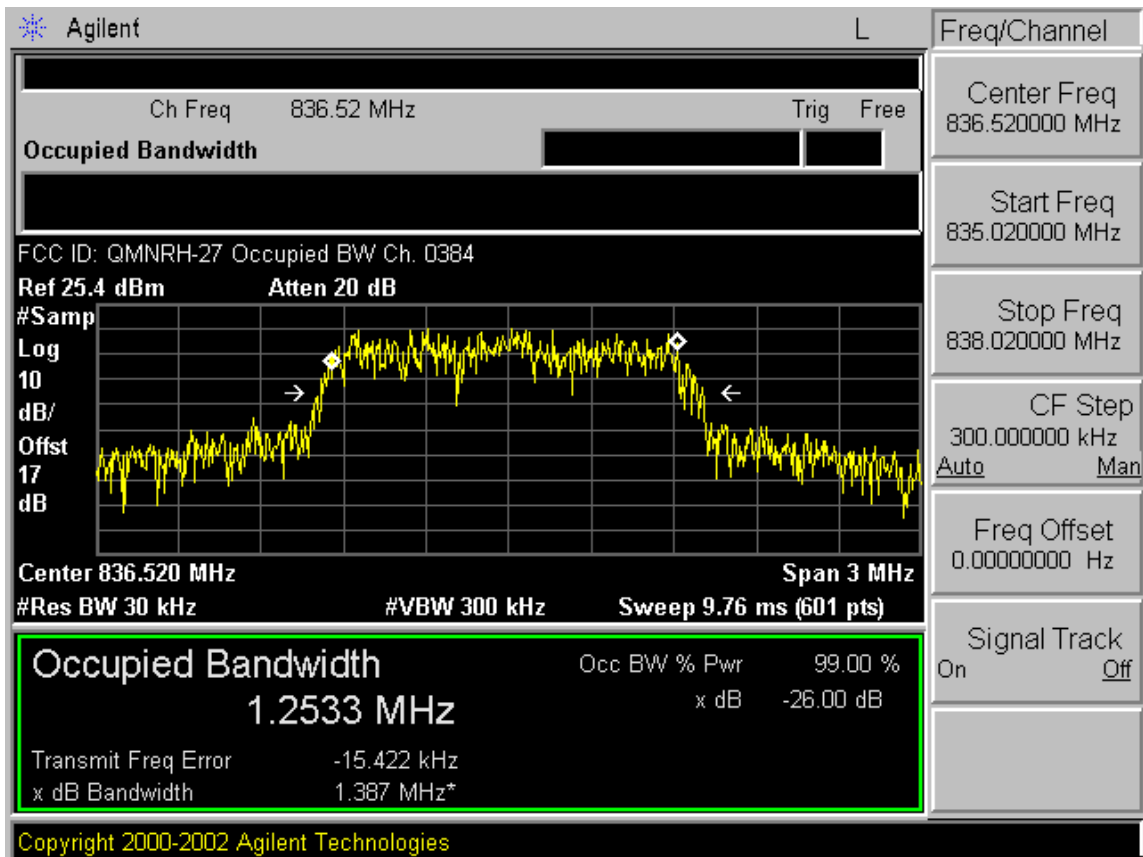 Agilent L
Freq/Channel
Ch Freq 836.52 MHz Trig Free
Occupied Bandwidth
FCC ID: QMNRH-27 Occupied BW Ch. 0384
Ref 25.4 dBm Atten 20 dB
#Samp
Log
10
dB/
Offst
17
dB
Center 836.520 MHz Span 3 MHz
#Res BW 30 kHz #VBW 300 kHz Sweep 9.76 ms (601 pts)
Occupied Bandwidth
1.2533 MHz
Occ BW % Pwr 99.00 %
x dB -26.00 dB
Transmit Freq Error -15.422 kHz
x dB Bandwidth 1.387 MHz*
Copyright 2000-2002 Agilent Technologies
Center Freq
836.520000 MHz
Start Freq
835.020000 MHz
Stop Freq
838.020000 MHz
CF Step
300.000000 kHz
Auto Man
Freq Offset
0.00000000 Hz
Signal Track
On Off